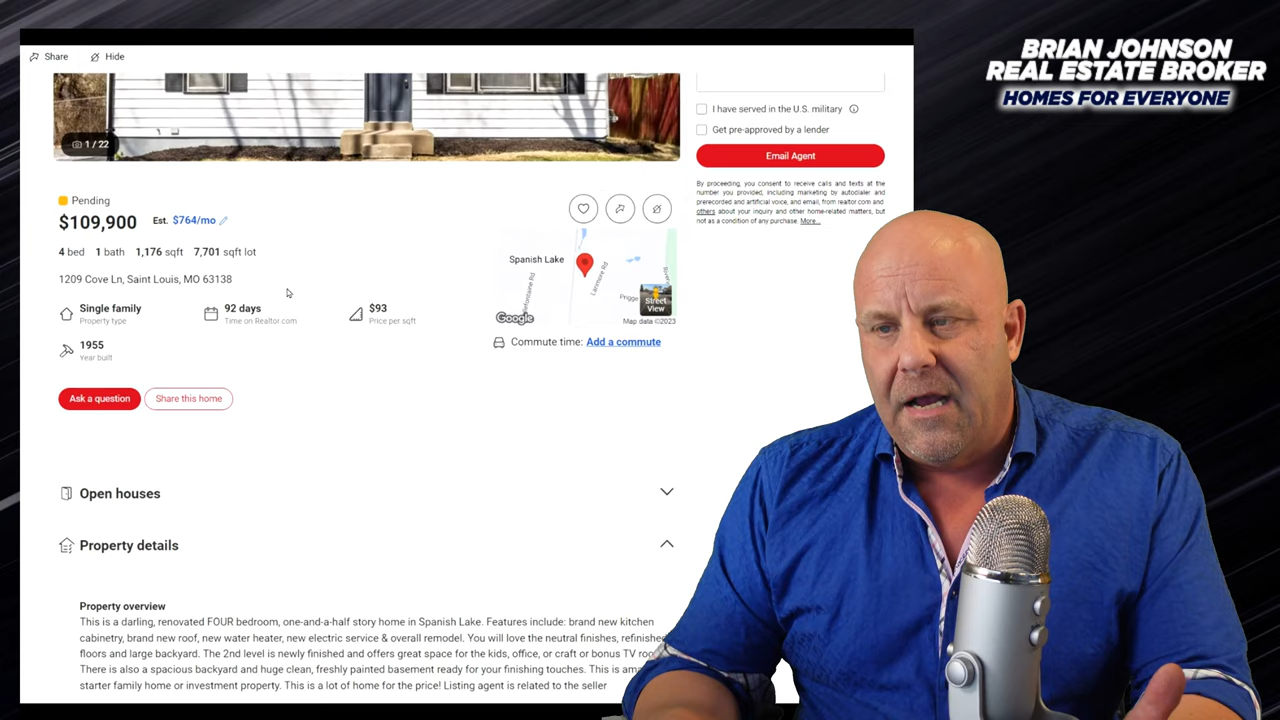 BRIAN JOHNSON
REAL ESTATE BROKER
HOMES FOR EVERYONE
Share Hide
1 / 22
I have served in the U.S. military
Get pre-approved by a lender
Email Agent
By proceeding, you consent to receive calls and texts at the
number you provided, including marketing by autodialer and
prerecorded and artificial voice, and email, from realtor.com and
others about your inquiry and other home-related matters, but
not as a condition of any purchase. More...
Pending
$109,900 Est. $764/mo
4 bed 1 bath 1,176 sqft 7,701 sqft lot
1209 Cove Ln, Saint Louis, MO 63138
Single family
Property type
92 days
Time on Realtor.com
$93
Price per sqft
1955
Year built
Spanish Lake
Larimore Rd
Prigge
Street
View
Google
Map data ©2023
Commute time: Add a commute
Ask a question Share this home
Open houses
Property details
Property overview
This is a darling, renovated FOUR bedroom, one-and-a-half story home in Spanish Lake. Features include: brand new kitchen
cabinetry, brand new roof, new water heater, new electric service & overall remodel. You will love the neutral finishes, refinished
floors and large backyard. The 2nd level is newly finished and offers great space for the kids, office, or craft or bonus TV
There is also a spacious backyard and huge clean, freshly painted basement ready for your finishing touches. This is
starter family home or investment property. This is a lot of home for the price! Listing agent is related to the seller